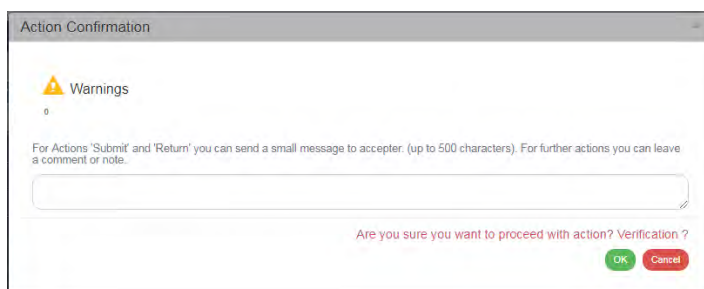 Action Confirmation
Warnings
0
For Actions 'Submit' and 'Return' you can send a small message to accepter. (up to 500 characters). For further actions you can leave
a comment or note.
Are you sure you want to proceed with action? Verification ?
OK Cancel